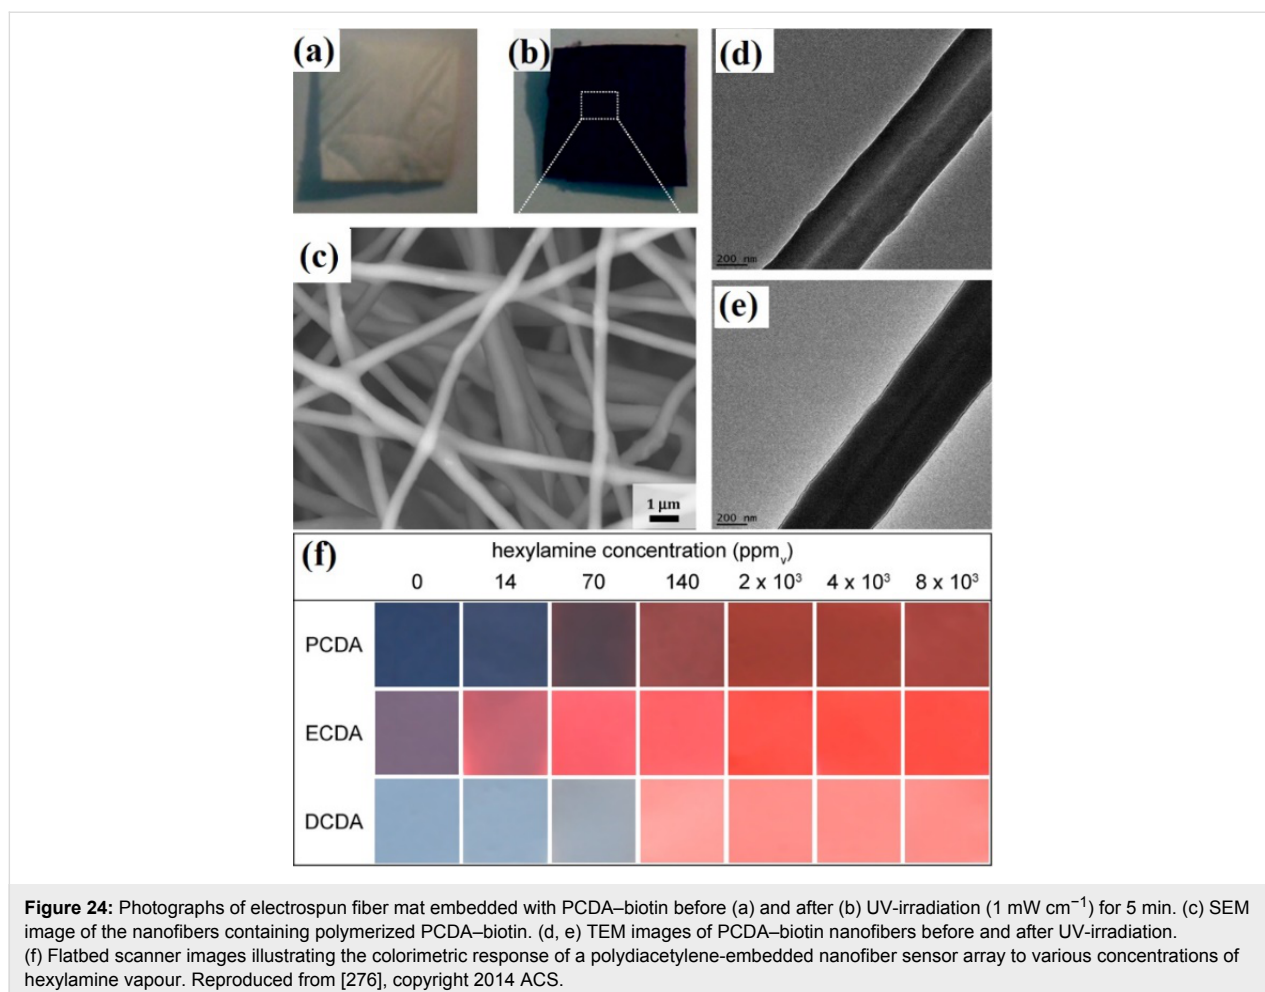 (a)
(b)
(d)
(c)
200 nm
(e)
1 μm
200 nm
(f)
hexylamine concentration (ppmᵥ)
0 14 70 140 2 x 10³ 4 x 10³ 8 x 10³
PCDA
ECDA
DCDA
Figure 24: Photographs of electrospun fiber mat embedded with PCDA–biotin before (a) and after (b) UV-irradiation (1 mW cm⁻¹) for 5 min. (c) SEM
image of the nanofibers containing polymerized PCDA–biotin. (d, e) TEM images of PCDA–biotin nanofibers before and after UV-irradiation.
(f) Flatbed scanner images illustrating the colorimetric response of a polydiacetylene-embedded nanofiber sensor array to various concentrations of
hexylamine vapour. Reproduced from [276], copyright 2014 ACS.